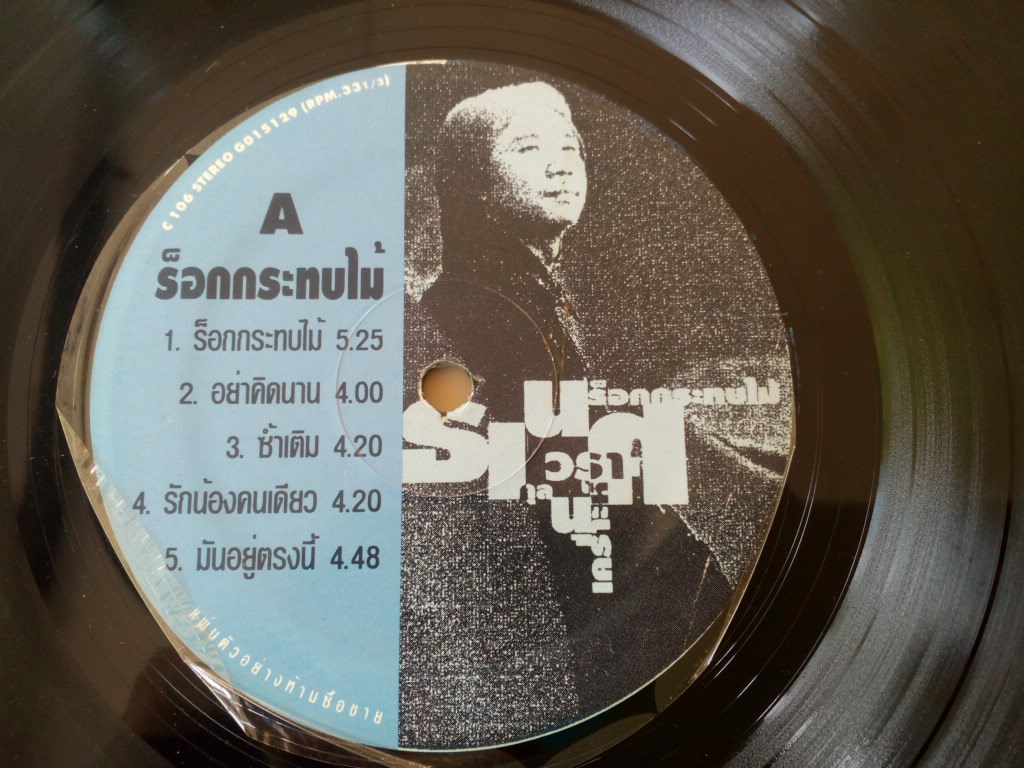 C 106 STEREO G015129 (RPM.331/3)
A
ร็อกกระทบไม้
1. ร็อกกระทบไม้ 5.25
2. อย่าคิดนาน 4.00
3. ซ้ำเติม 4.20
4. รักน้องคนเดียว 4.20
5. มันอยู่ตรงนี้ 4.48
แผ่นตัวอย่างห้ามซื้อขาย
ร็อกกระทบไม้